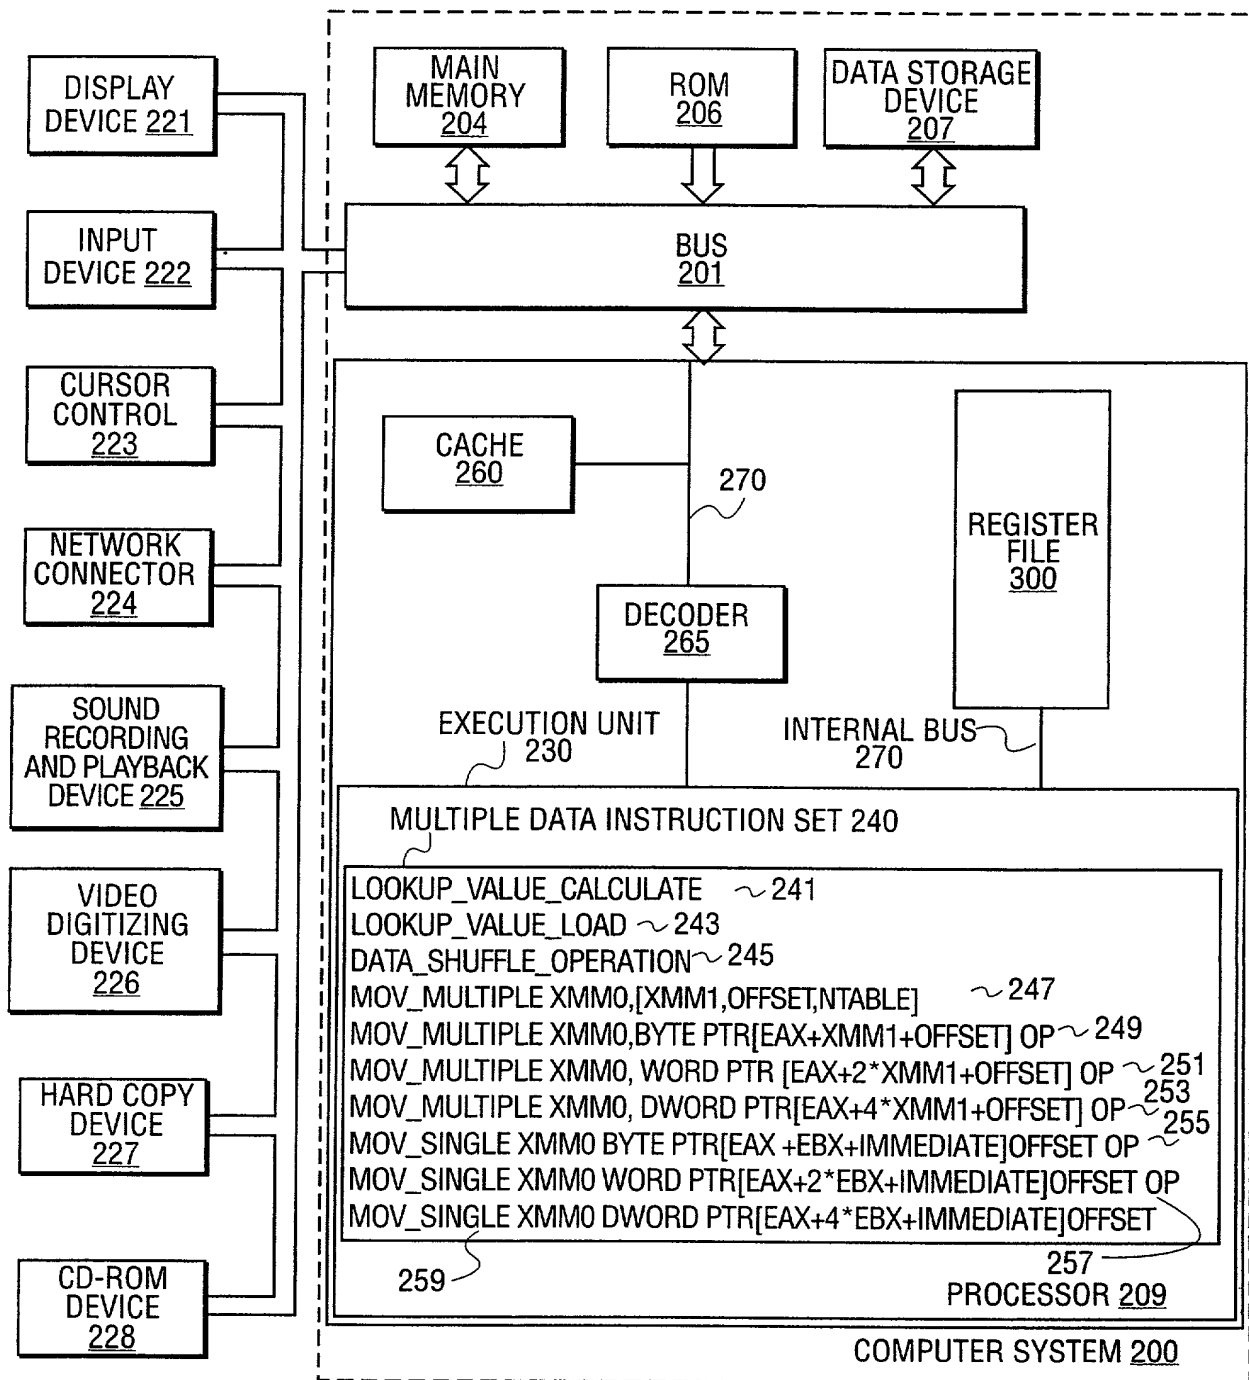 DISPLAY
DEVICE 221
INPUT
DEVICE 222
CURSOR
CONTROL
223
NETWORK
CONNECTOR
224
SOUND
RECORDING
AND PLAYBACK
DEVICE 225
VIDEO
DIGITIZING
DEVICE
226
HARD COPY
DEVICE
227
CD-ROM
DEVICE
228
MAIN
MEMORY
204
ROM
206
DATA STORAGE
DEVICE
207
BUS
201
CACHE
260
270
DECODER
265
REGISTER
FILE
300
EXECUTION UNIT
230
INTERNAL BUS
270
MULTIPLE DATA INSTRUCTION SET 240
LOOKUP_VALUE_CALCULATE 241
LOOKUP_VALUE_LOAD 243
DATA_SHUFFLE_OPERATION 245
MOV_MULTIPLE XMM0,[XMM1,OFFSET,NTABLE] 247
MOV_MULTIPLE XMM0,BYTE PTR[EAX+XMM1+OFFSET] OP 249
MOV_MULTIPLE XMM0, WORD PTR [EAX+2*XMM1+OFFSET] OP 251
MOV_MULTIPLE XMM0, DWORD PTR[EAX+4*XMM1+OFFSET] OP 253
MOV_SINGLE XMM0 BYTE PTR[EAX +EBX+IMMEDIATE]OFFSET OP 255
MOV_SINGLE XMM0 WORD PTR[EAX+2*EBX+IMMEDIATE]OFFSET OP
MOV_SINGLE XMM0 DWORD PTR[EAX+4*EBX+IMMEDIATE]OFFSET
259
257
PROCESSOR 209
COMPUTER SYSTEM 200